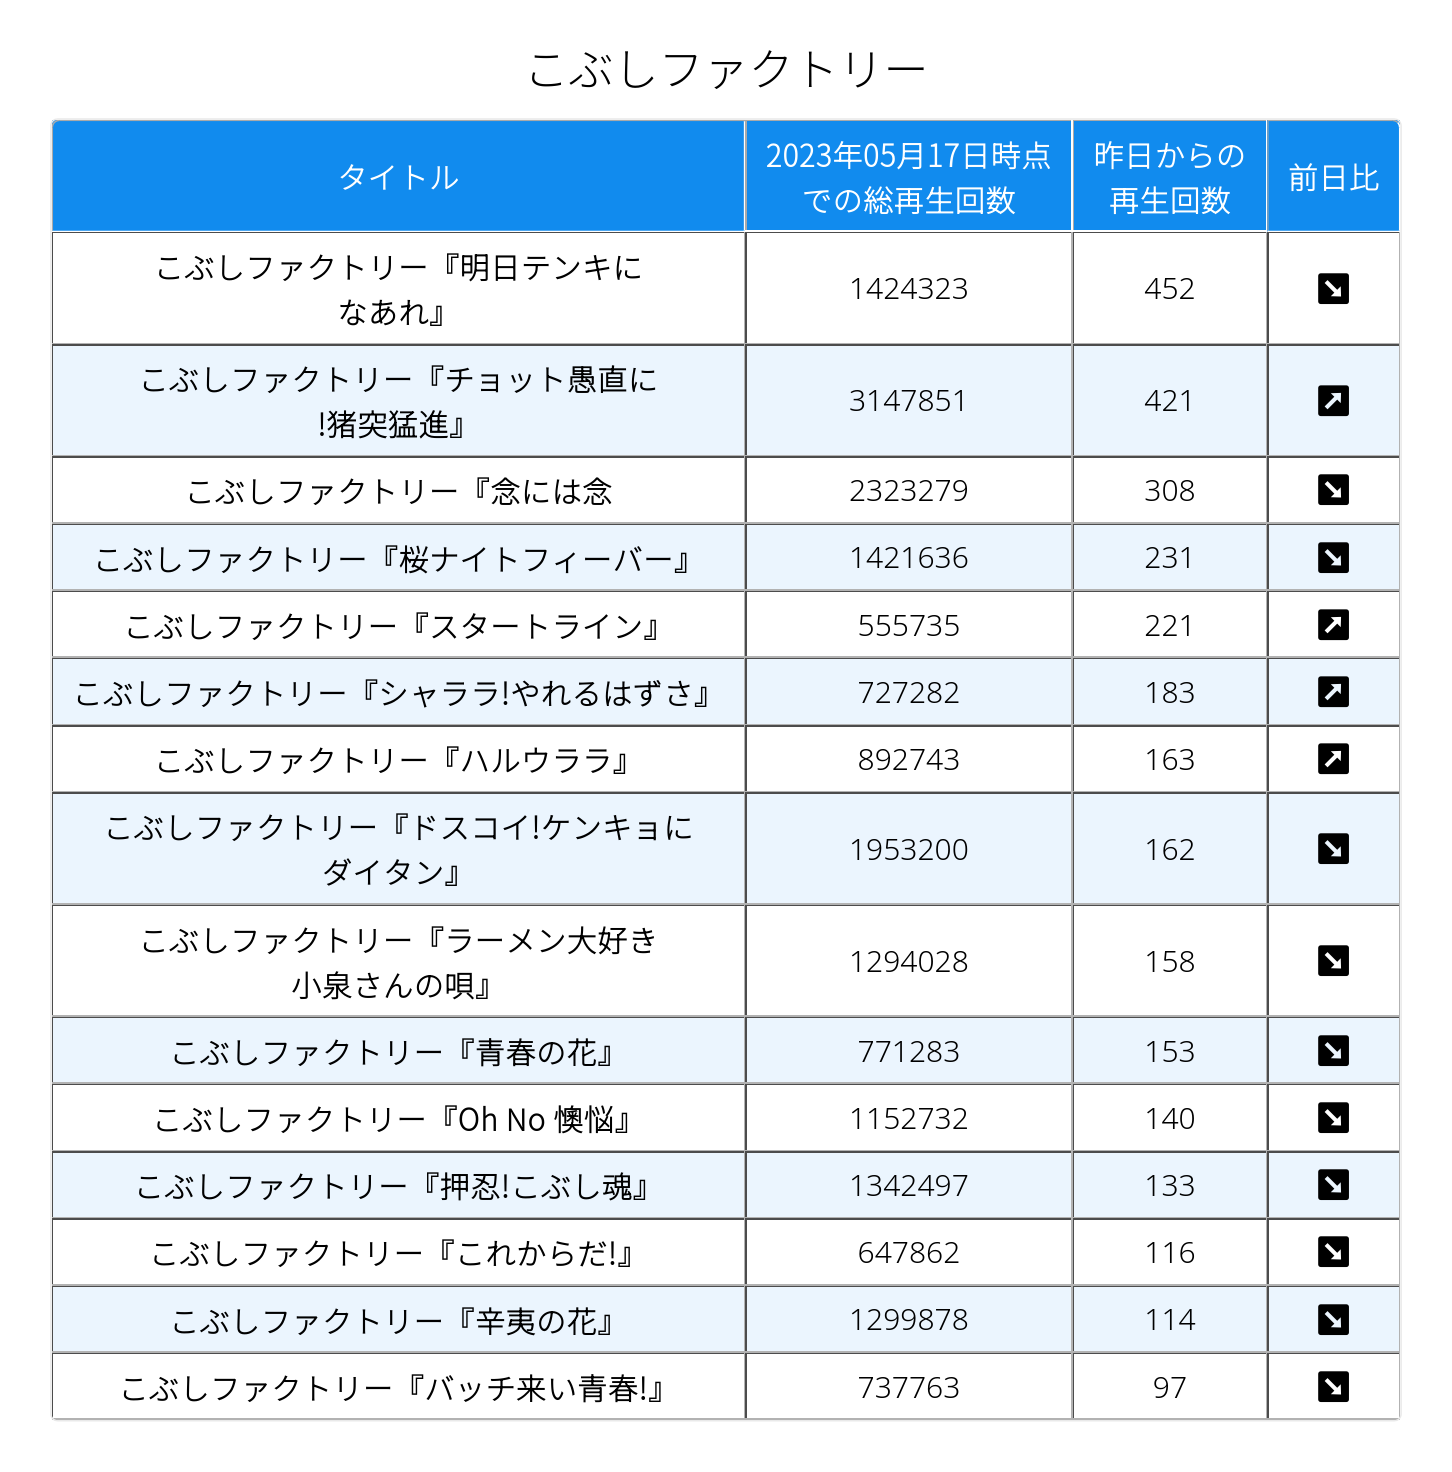 こぶしファクトリー
タイトル
2023年05月17日時点
での総再生回数
昨日からの
再生回数
前日比
こぶしファクトリー『明日テンキに
なあれ』
1424323
452
こぶしファクトリー『チョット愚直に
!猪突猛進』
3147851
421
こぶしファクトリー『念には念
2323279
308
こぶしファクトリー『桜ナイトフィーバー』
1421636
231
こぶしファクトリー『スタートライン』
555735
221
こぶしファクトリー『シャララ!やれるはずさ』
727282
183
こぶしファクトリー『ハルウララ』
892743
163
こぶしファクトリー『ドスコイ!ケンキョに
ダイタン』
1953200
162
こぶしファクトリー『ラーメン大好き
小泉さんの唄』
1294028
158
こぶしファクトリー『青春の花』
771283
153
こぶしファクトリー『Oh No 懊悩』
1152732
140
こぶしファクトリー『押忍!こぶし魂』
1342497
133
こぶしファクトリー『これからだ!』
647862
116
こぶしファクトリー『辛夷の花』
1299878
114
こぶしファクトリー『バッチ来い青春!』
737763
97